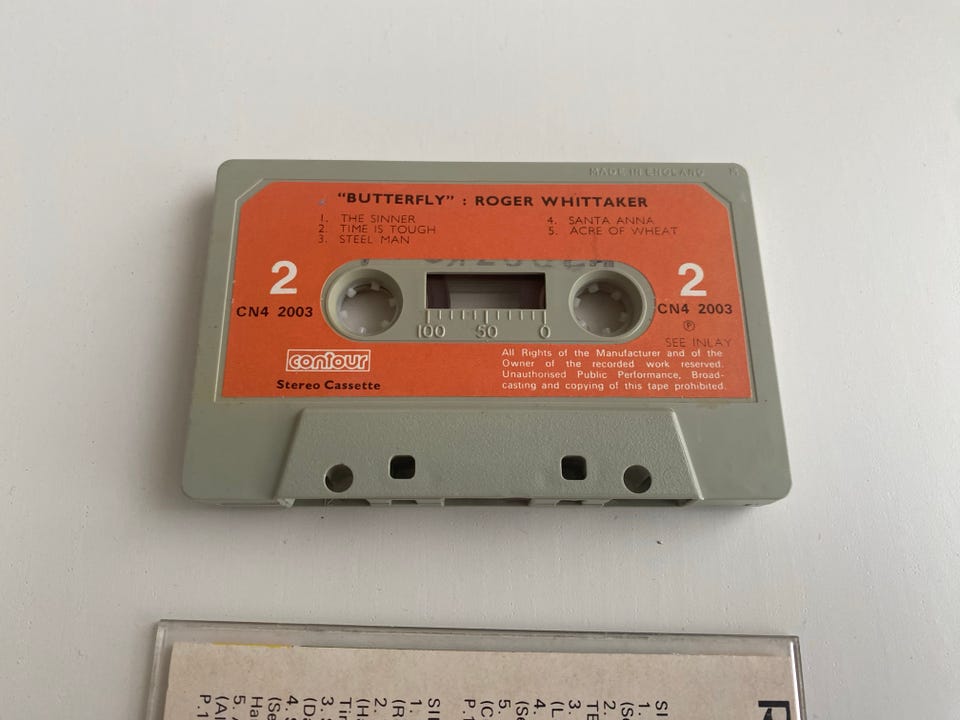 MADE IN ENGLAND
"BUTTERFLY" : ROGER WHITTAKER
1. THE SINNER
2. TIME IS TOUGH
3. STEEL MAN
4. SANTA ANNA
5. ACRE OF WHEAT
2
2
CN4 2003
CN4 2003
100 50 0
℗
SEE INLAY
contour
Stereo Cassette
All Rights of the Manufacturer and of the
Owner of the recorded work reserved.
Unauthorised Public Performance, Broad-
casting and copying of this tape prohibited.